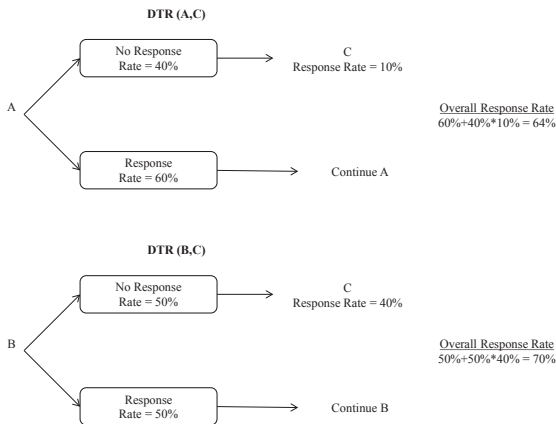 DTR (A,C)
No Response
Rate = 40%
C
Response Rate = 10%
A
Overall Response Rate
60%+40%*10% = 64%
Response
Rate = 60%
Continue A
DTR (B,C)
No Response
Rate = 50%
C
Response Rate = 40%
B
Overall Response Rate
50%+50%*40% = 70%
Response
Rate = 50%
Continue B